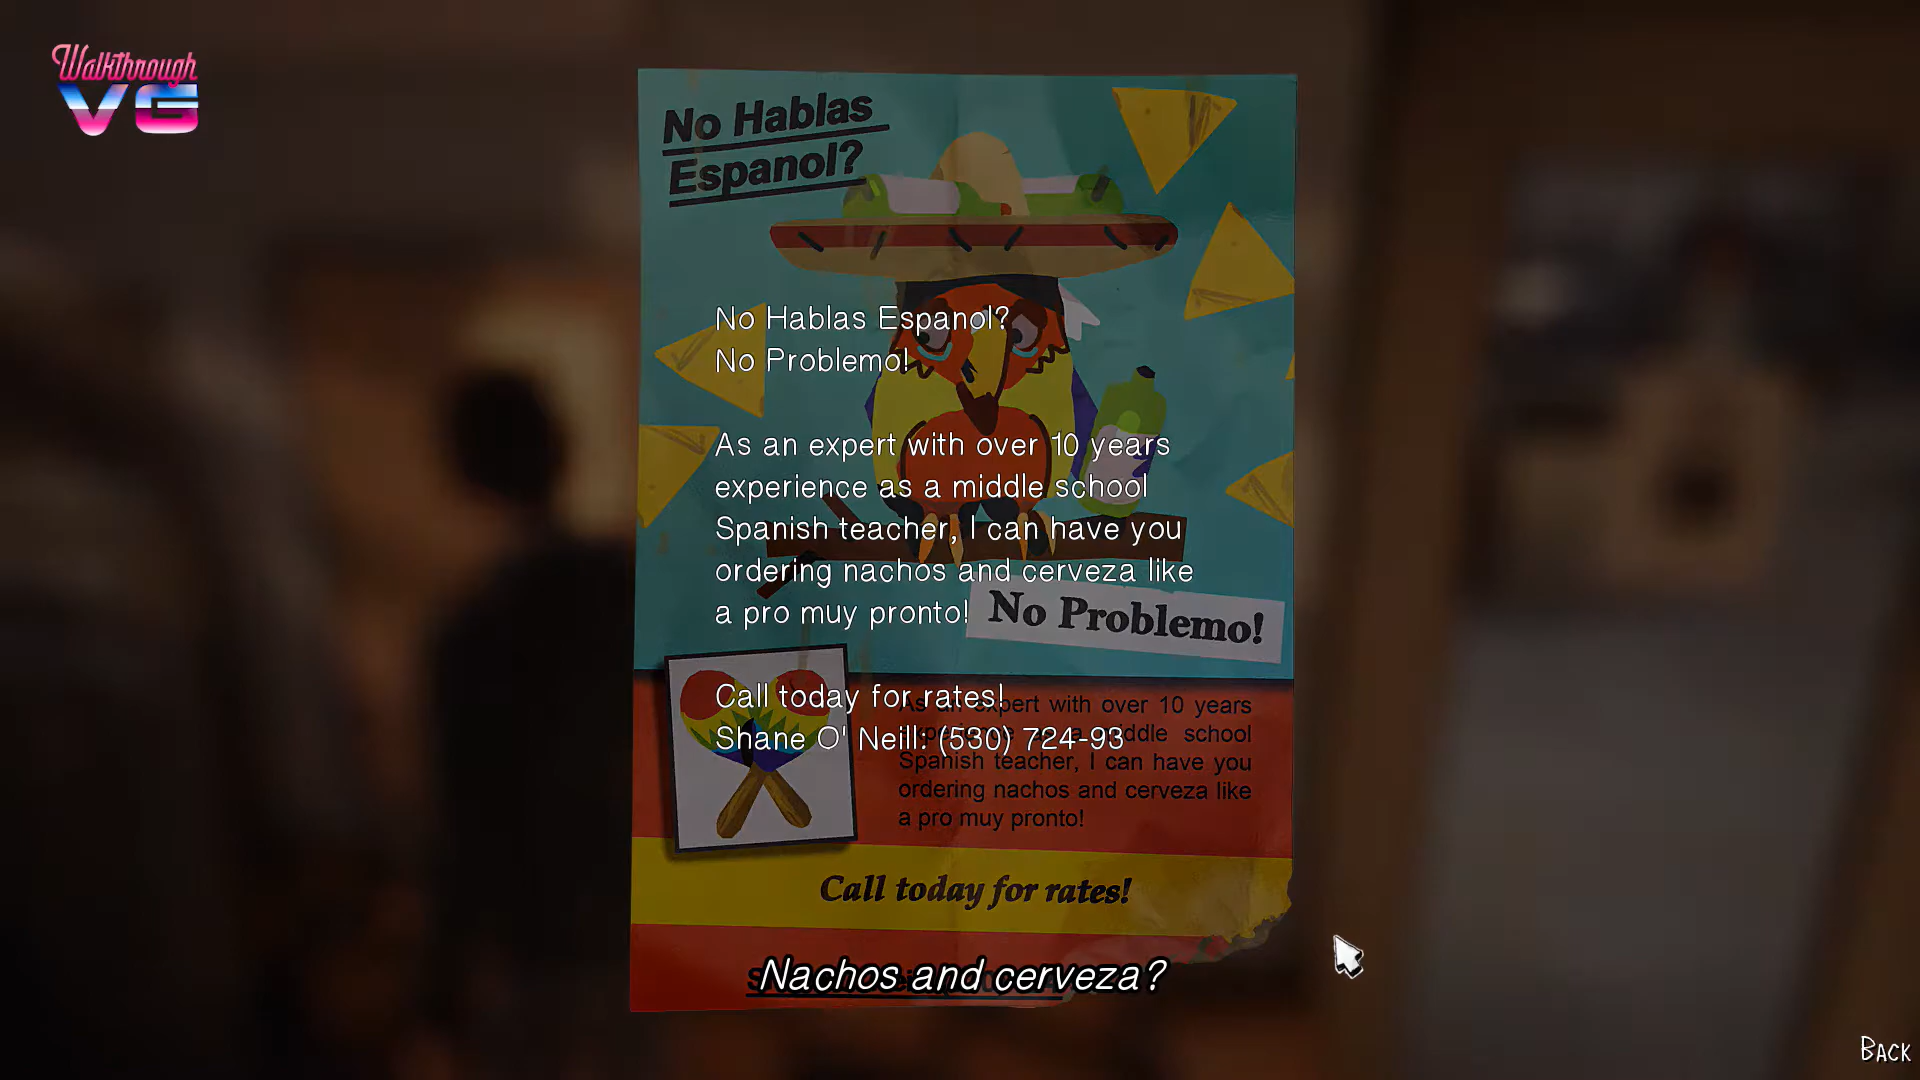 Walkthrough
VG
No Hablas
Espanol?
No Hablas Espanol?
No Problemo!
As an expert with over 10 years
experience as a middle school
Spanish teacher, I can have you
ordering nachos and cerveza like
a pro muy pronto!
No Problemo!
Call today for rates!
Shane O' Neill: (530) 724-93
As an expert with over 10 years
experience as a middle school
Spanish teacher, I can have you
ordering nachos and cerveza like
a pro muy pronto!
Call today for rates!
Nachos and cerveza?
Back